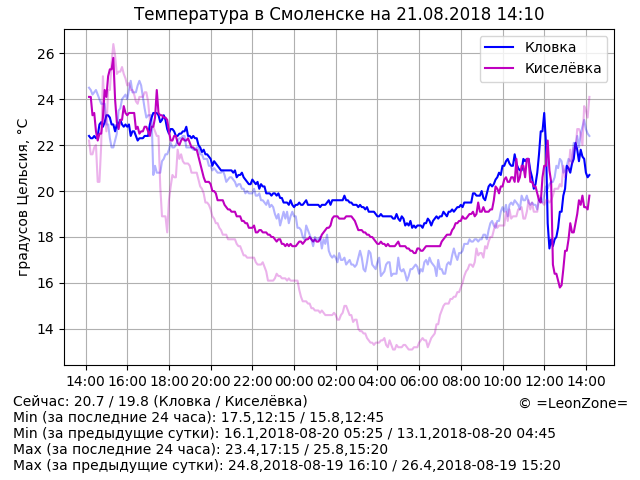 Температура в Смоленске на 21.08.2018 14:10
Кловка
Киселёвка
градусов Цельсия, °C
26
24
22
20
18
16
14
14:00 16:00 18:00 20:00 22:00 00:00 02:00 04:00 06:00 08:00 10:00 12:00 14:00
Сейчас: 20.7 / 19.8 (Кловка / Киселёвка)
© =LeonZone=
Min (за последние 24 часа): 17.5,12:15 / 15.8,12:45
Min (за предыдущие сутки): 16.1,2018-08-20 05:25 / 13.1,2018-08-20 04:45
Max (за последние 24 часа): 23.4,17:15 / 25.8,15:20
Max (за предыдущие сутки): 24.8,2018-08-19 16:10 / 26.4,2018-08-19 15:20